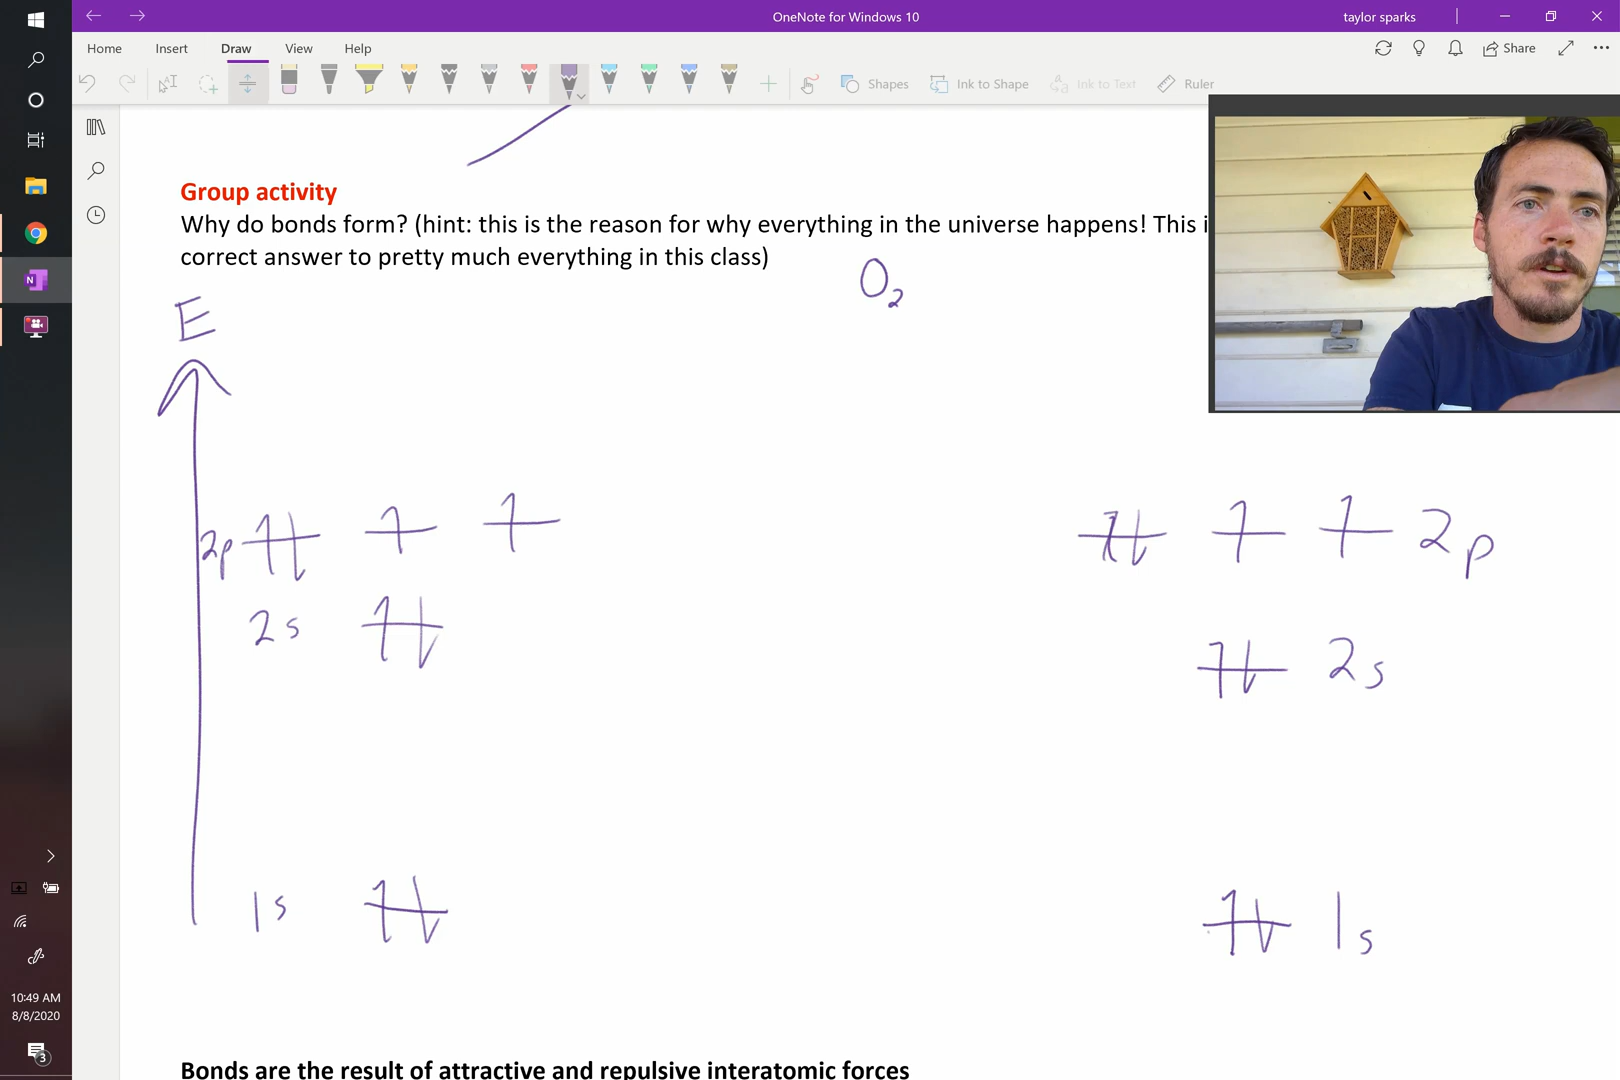 OneNote for Windows 10
taylor sparks
Home Insert Draw View Help
Share
Shapes Ink to Shape Ink to Text Ruler
Group activity
Why do bonds form? (hint: this is the reason for why everything in the universe happens! This i
correct answer to pretty much everything in this class)
O2
E
2p
2p
2s
2s
1s
1s
10:49 AM
8/8/2020
3
Bonds are the result of attractive and repulsive interatomic forces